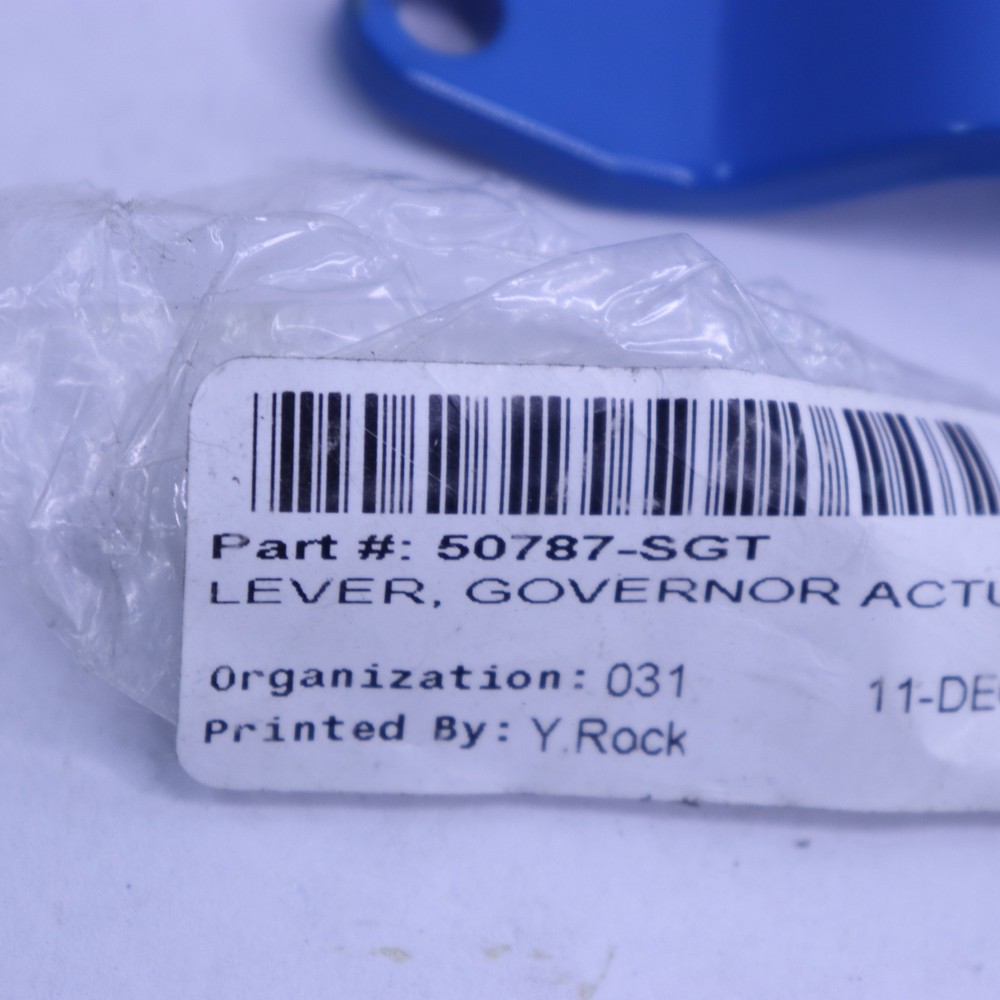 Part #: 50787-SGT
LEVER, GOVERNOR ACTU
Organization: 031 11-DE
Printed By: Y.Rock